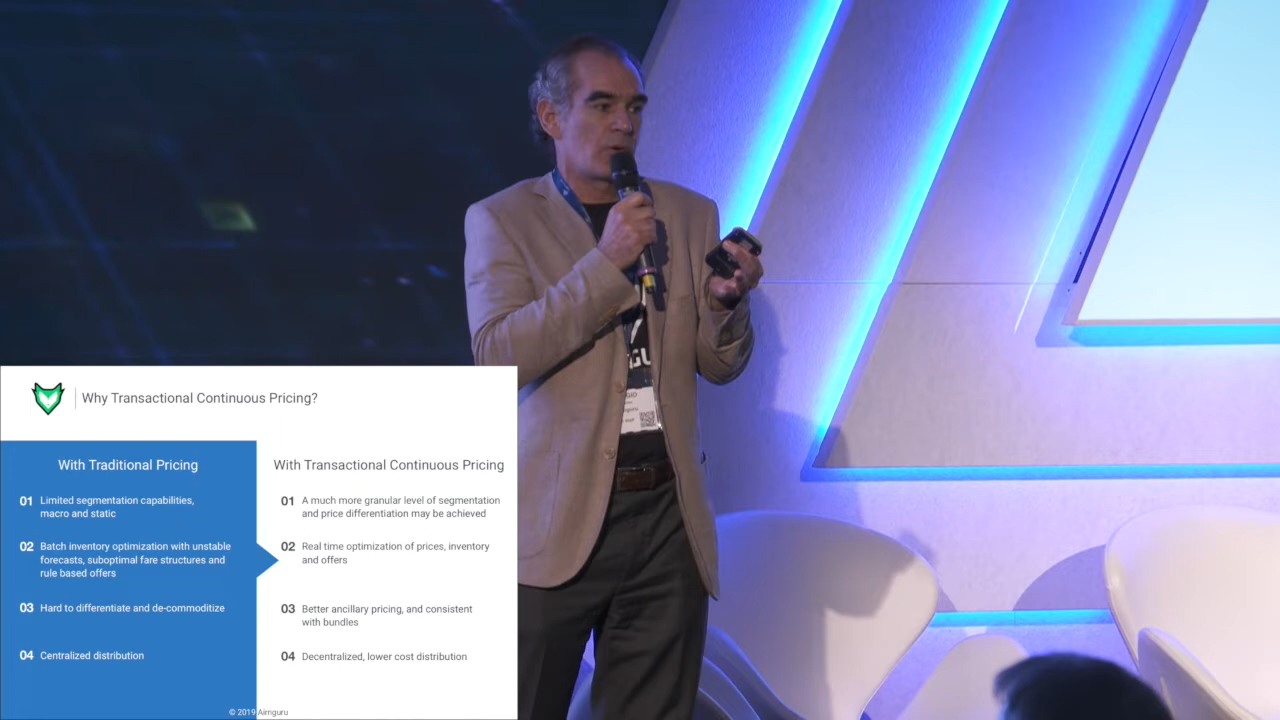 Why Transactional Continuous Pricing?
With Traditional Pricing
01 Limited segmentation capabilities,
macro and static
02 Batch inventory optimization with unstable
forecasts, suboptimal fare structures and
rule based offers
03 Hard to differentiate and de-commoditize
04 Centralized distribution
With Transactional Continuous Pricing
01 A much more granular level of segmentation
and price differentiation may be achieved
02 Real time optimization of prices, inventory
and offers
03 Better ancillary pricing, and consistent
with bundles
04 Decentralized, lower cost distribution
© 2019 Airnguru